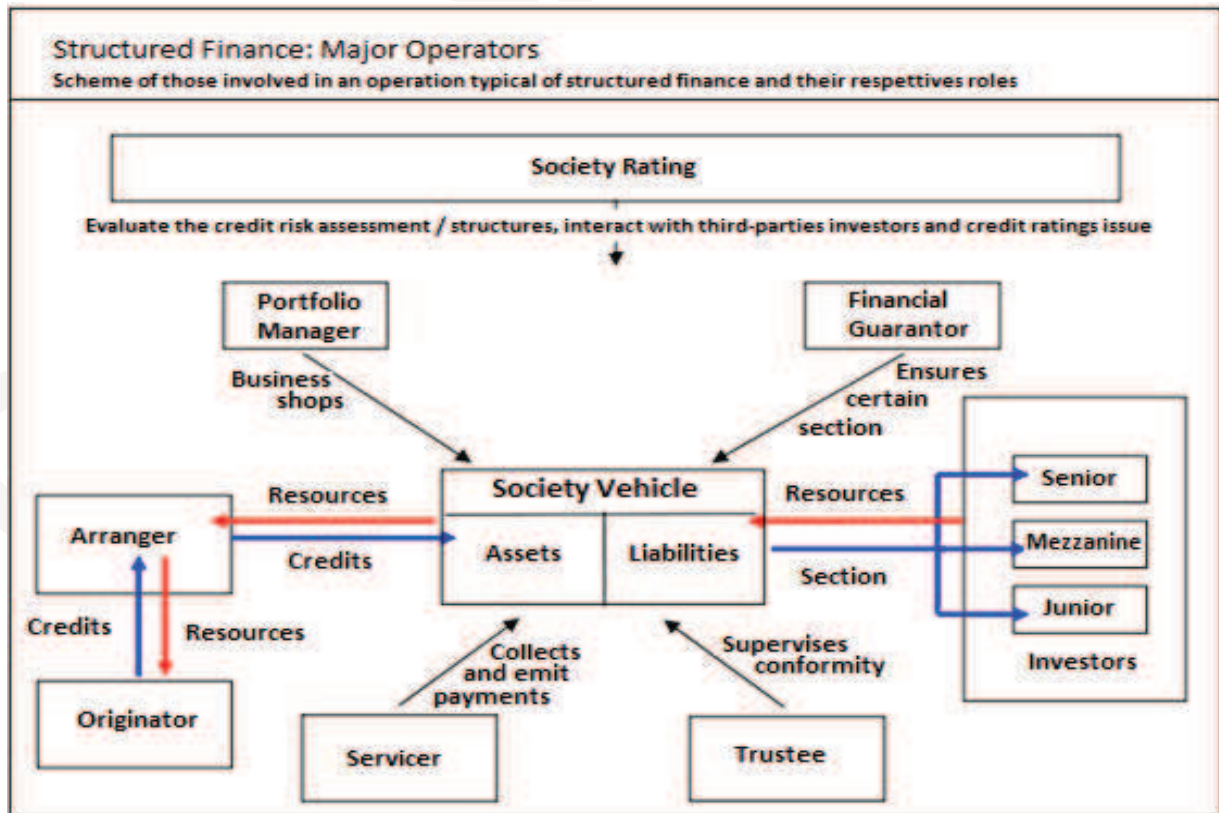 Structured Finance: Major Operators
Scheme of those involved in an operation typical of structured finance and their respettives roles
Society Rating
Evaluate the credit risk assessment / structures, interact with third-parties investors and credit ratings issue
Portfolio
Manager
Financial
Guarantor
Business
shops
Ensures
certain
section
Society Vehicle
Assets
Liabilities
Resources
Credits
Arranger
Credits
Resources
Originator
Resources
Section
Senior
Mezzanine
Junior
Investors
Collects
and emit
payments
Servicer
Supervises
conformity
Trustee